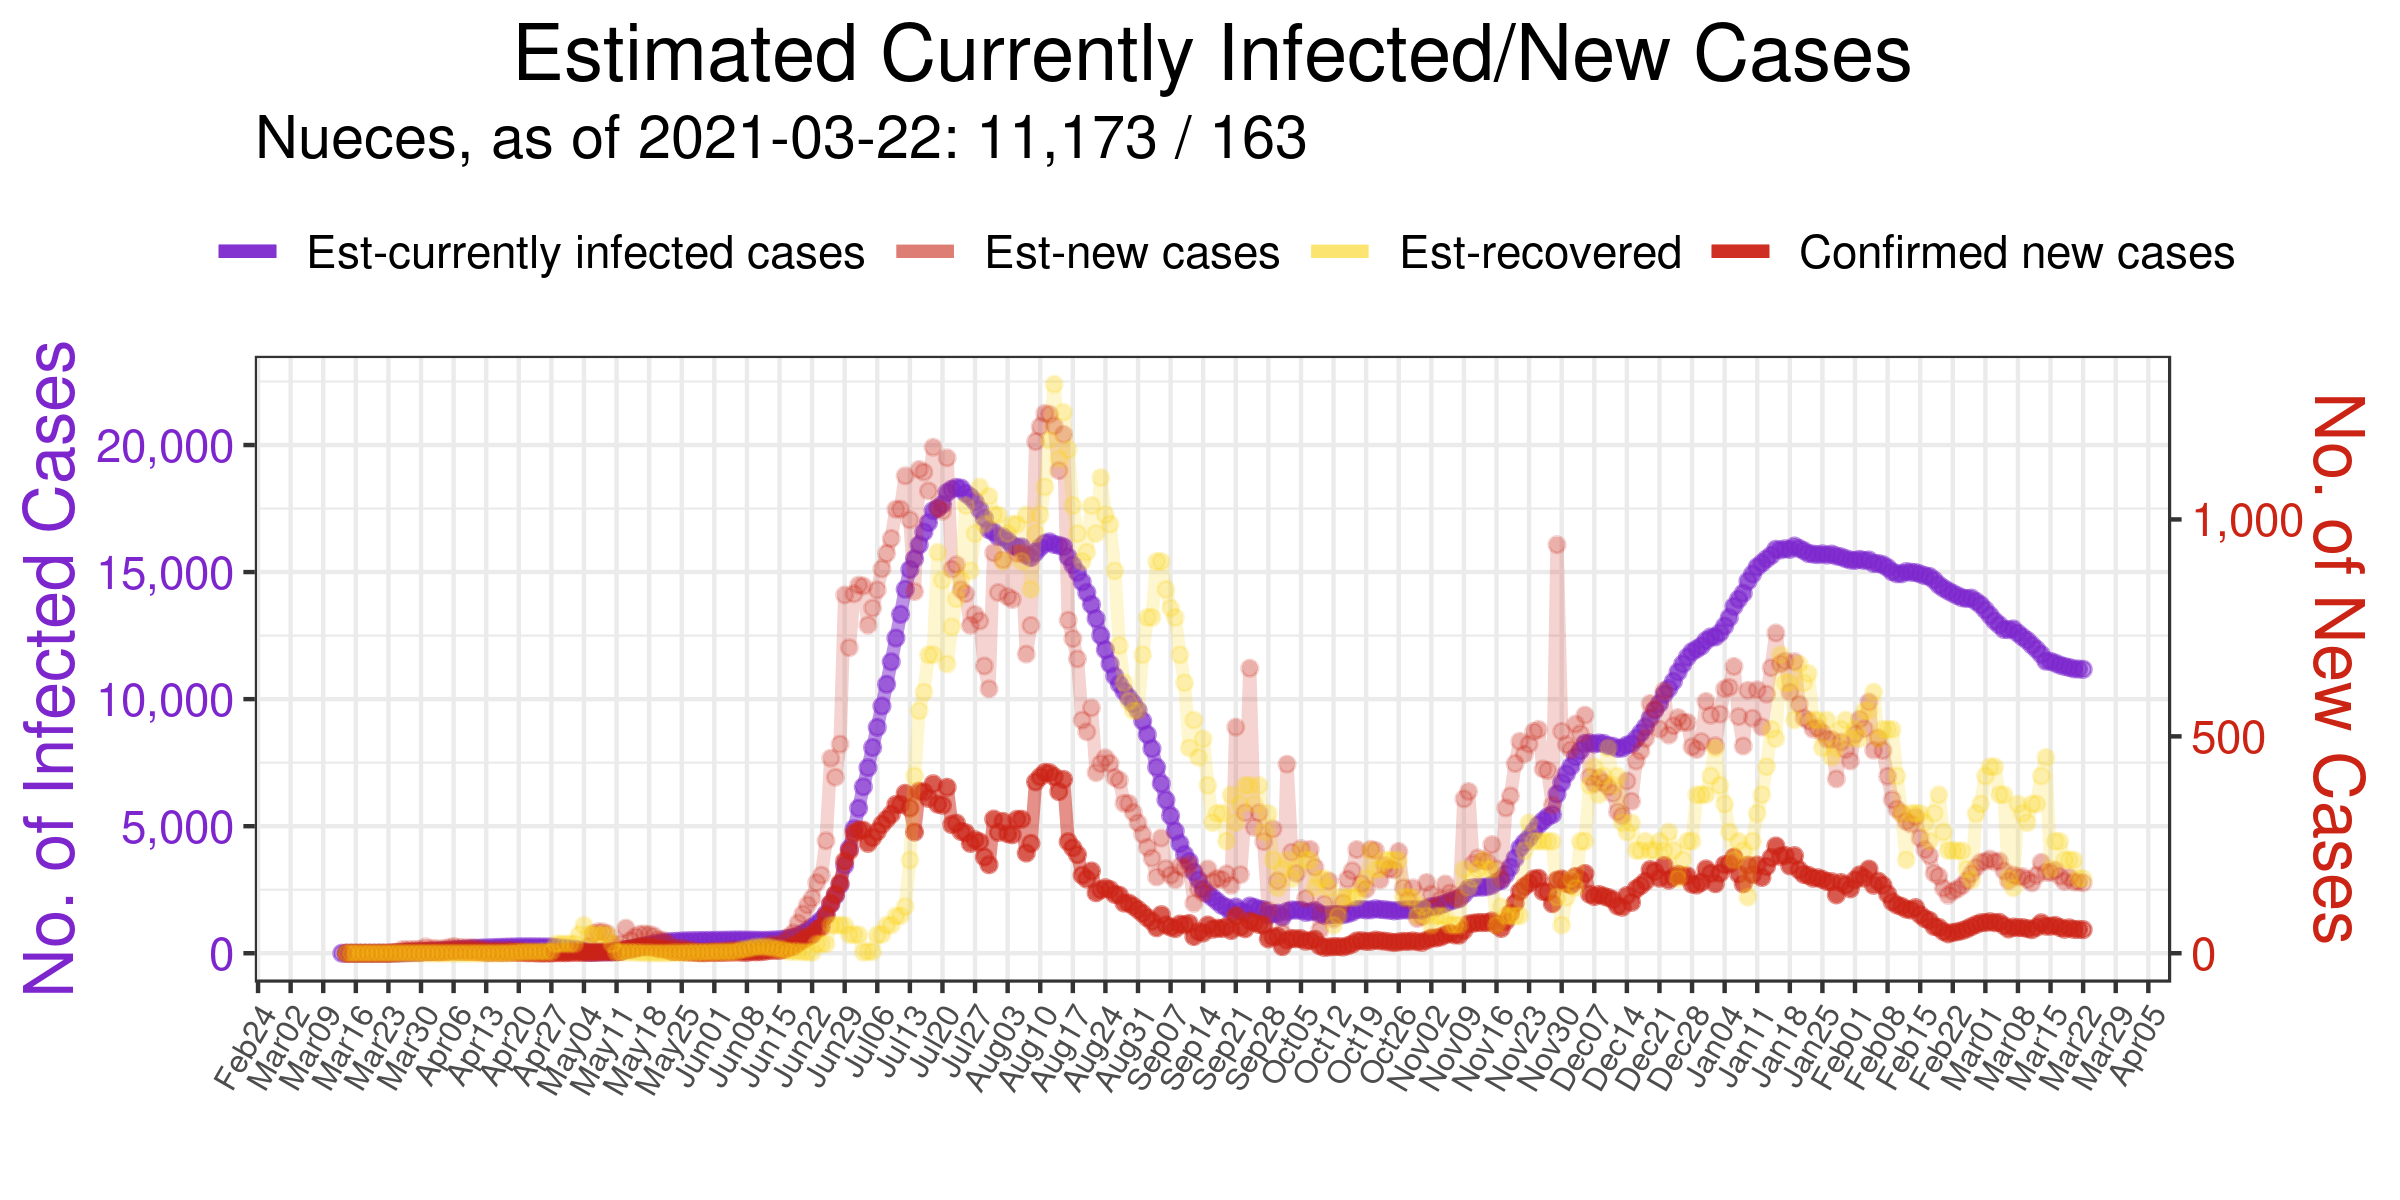 Estimated Currently Infected/New Cases
Nueces, as of 2021-03-22: 11,173 / 163
Est-currently infected cases
Est-new cases
Est-recovered
Confirmed new cases
No. of Infected Cases
20,000
15,000
10,000
5,000
0
No. of New Cases
1,000
500
0
Feb24
Mar02
Mar09
Mar16
Mar23
Mar30
Apr06
Apr13
Apr20
Apr27
May04
May11
May18
May25
Jun01
Jun08
Jun15
Jun22
Jun29
Jul06
Jul13
Jul20
Jul27
Aug03
Aug10
Aug17
Aug24
Aug31
Sep07
Sep14
Sep21
Sep28
Oct05
Oct12
Oct19
Oct26
Nov02
Nov09
Nov16
Nov23
Nov30
Dec07
Dec14
Dec21
Dec28
Jan04
Jan11
Jan18
Jan25
Feb01
Feb08
Feb15
Feb22
Mar01
Mar08
Mar15
Mar22
Mar29
Apr05